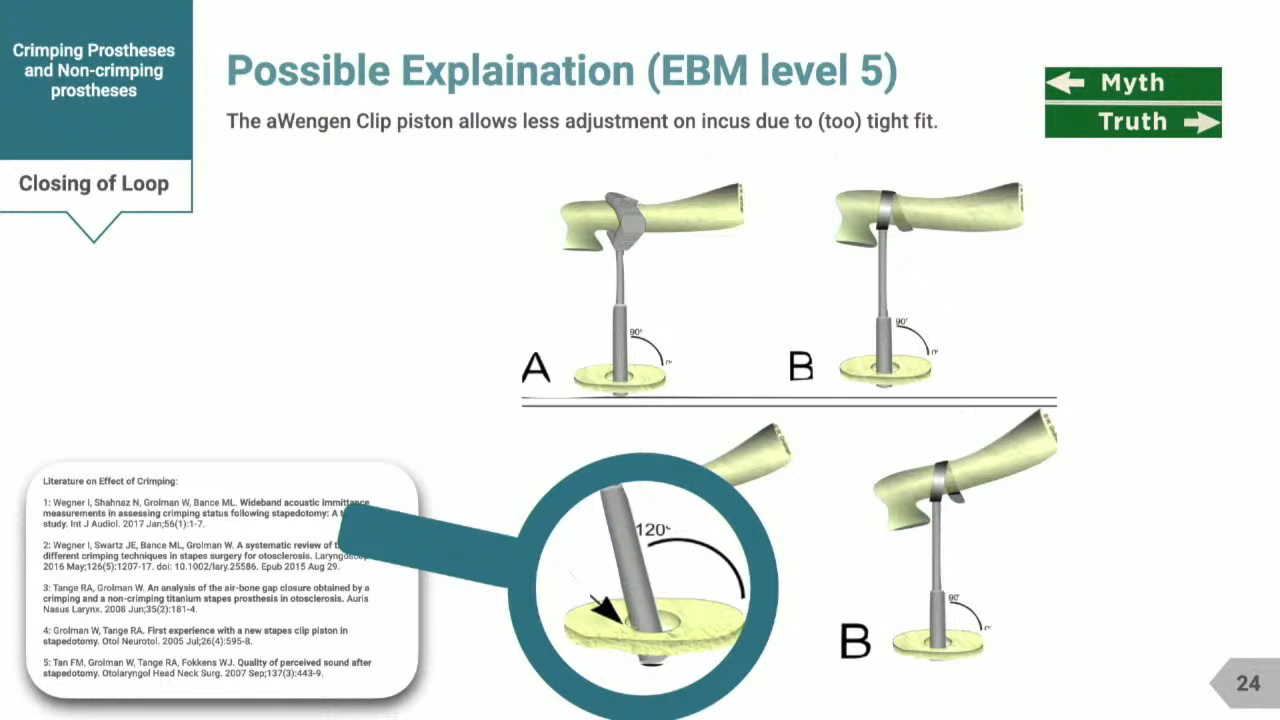 Crimping Prostheses
and Non-crimping
prostheses
Closing of Loop
Possible Explaination (EBM level 5)
The aWengen Clip piston allows less adjustment on incus due to (too) tight fit.
Myth
Truth
90°
A
90°
0°
B
120°
90°
B
Literature on Effect of Crimping:
1: Wegner I, Shahnaz N, Grolman W, Bance ML. Wideband acoustic immittance
measurements in assessing crimping status following stapedotomy: A
study. Int J Audiol. 2017 Jan;56(1):1-7.
2: Wegner I, Swartz JE, Bance ML, Grolman W. A systematic review of
different crimping techniques in stapes surgery for otosclerosis.
2016 May;126(5):1207-17. doi: 10.1002/lary.25586. Epub 2015 Aug 29.
3: Tange RA, Grolman W. An analysis of the air-bone gap closure obtained by a
crimping and a non-crimping titanium stapes prosthesis in otosclerosis. Auris
Nasus Larynx. 2008 Jun;35(2):181-4.
4: Grolman W, Tange RA. First experience with a new stapes clip piston in
stapedotomy. Otol Neurotol. 2005 Jul;26(4):595-8.
5: Tan FM, Grolman W, Tange RA, Fokkens WJ. Quality of perceived sound after
stapedotomy. Otolaryngol Head Neck Surg. 2007 Sep;137(3):443-9.
24